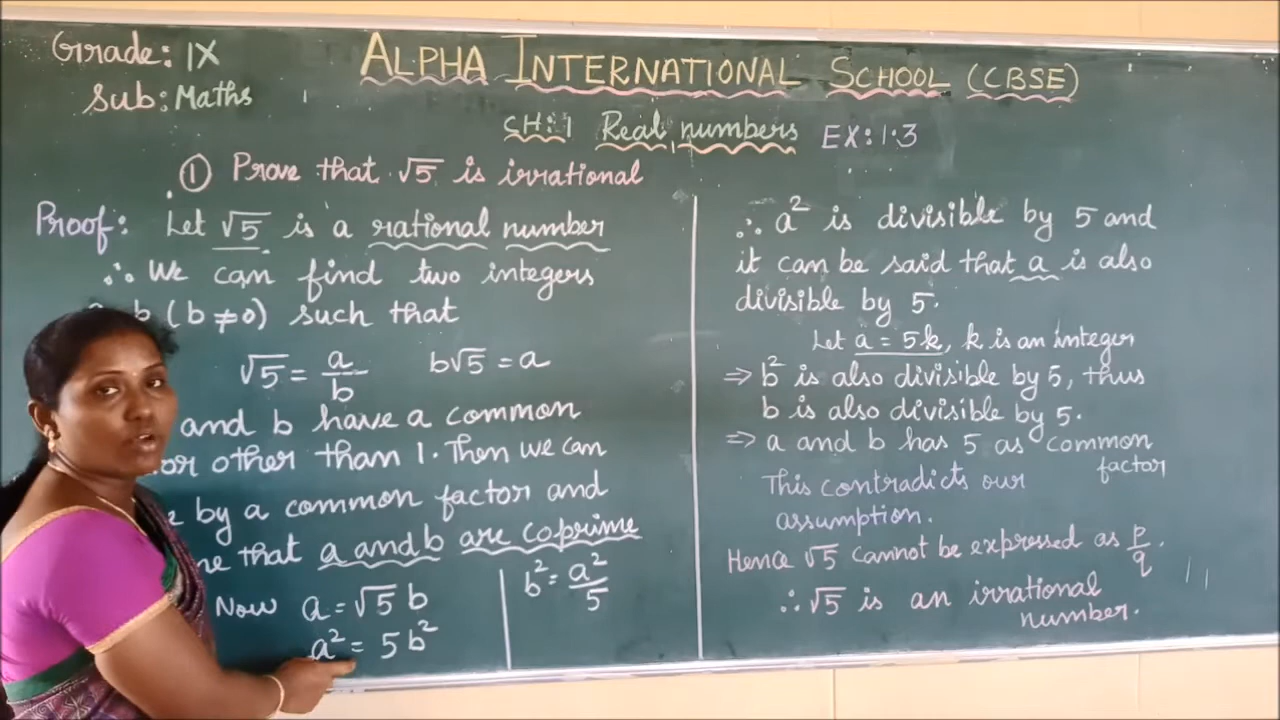 Grade: IX
Sub: Maths
ALPHA INTERNATIONAL SCHOOL (CBSE)
CH: 1 Real numbers EX: 1.3
① Prove that √5 is irrational
Proof: Let √5 is a rational number
∴ We can find two integers
b (b ≠ 0) such that
√5 = a/b b√5 = a
and b have a common
other than 1. Then we can
by a common factor and
that a and b are coprime
Now a = √5 b
a² = 5b²
b² = a²/5
∴ a² is divisible by 5 and
it can be said that a is also
divisible by 5.
Let a = 5k, k is an integer
⇒ b² is also divisible by 5, thus
b is also divisible by 5.
⇒ a and b has 5 as common
factor
This contradicts our
assumption.
Hence √5 cannot be expressed as p/q.
∴ √5 is an irrational
number.